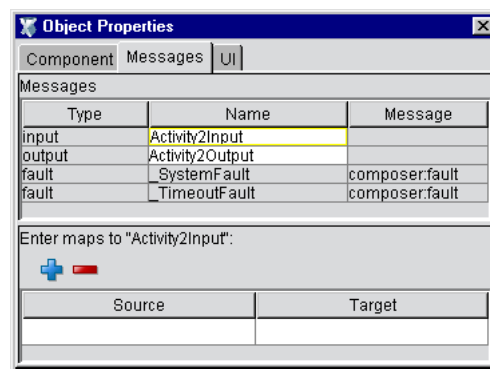 Object Properties
Component Messages UI
Messages
Type Name Message
input Activity2Input
output Activity2Output
fault _SystemFault composer:fault
fault _TimeoutFault composer:fault
Enter maps to "Activity2Input":
Source Target